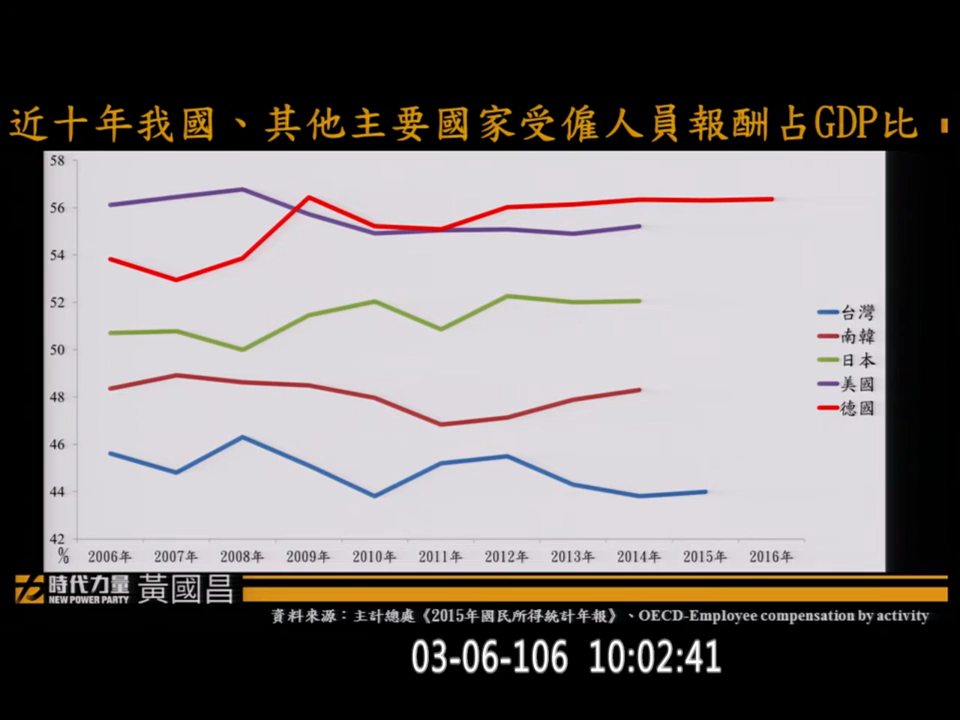 近十年我國、其他主要國家受僱人員報酬占GDP比
58
56
54
52
50
48
46
44
42
% 2006年 2007年 2008年 2009年 2010年 2011年 2012年 2013年 2014年 2015年 2016年
台灣
南韓
日本
美國
德國
時代力量 黃國昌
NEW POWER PARTY
資料來源：主計總處《2015年國民所得統計年報》、OECD-Employee compensation by activity
03-06-106 10:02:41